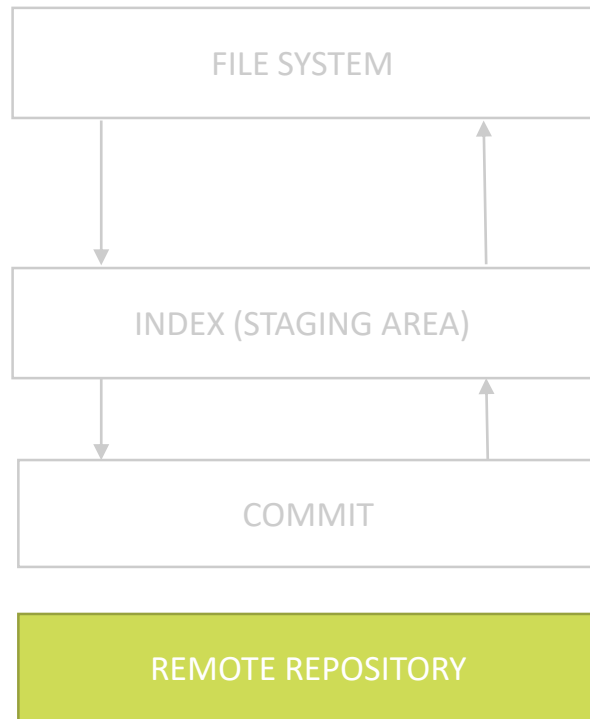 FILE SYSTEM
INDEX (STAGING AREA)
COMMIT
REMOTE REPOSITORY